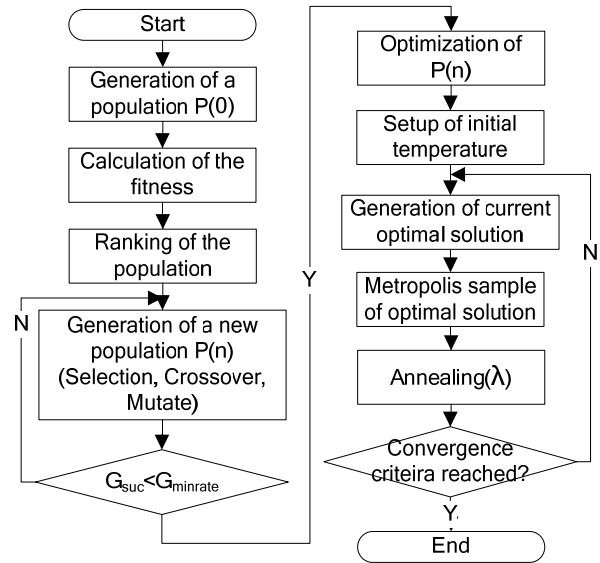 Start
Generation of a
population P(0)
Calculation of the
fitness
Ranking of the
population
N
Generation of a new
population P(n)
(Selection, Crossover,
Mutate)
Gsuc<Gminrate
Y
Optimization of
P(n)
Setup of initial
temperature
Generation of current
optimal solution
N
Metropolis sample
of optimal solution
Annealing(λ)
Convergence
criteira reached?
Y
End